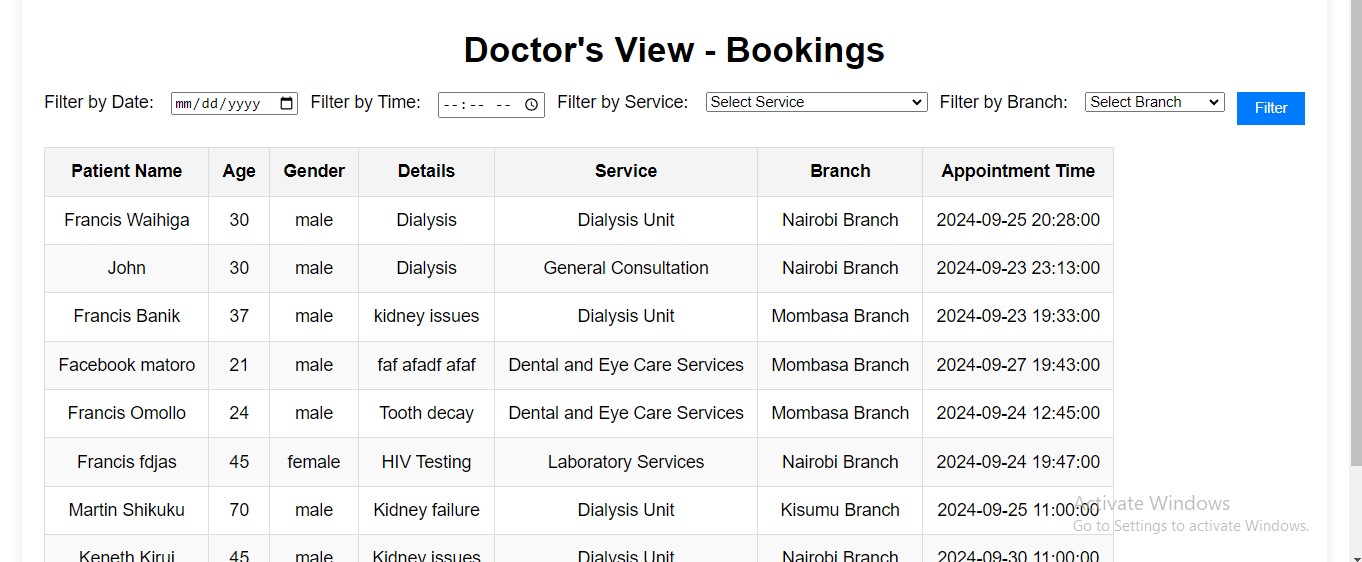 Doctor's View - Bookings
Filter by Date: mm/dd/yyyy Filter by Time: --:-- -- Filter by Service: Select Service Filter by Branch: Select Branch Filter
Patient Name Age Gender Details Service Branch Appointment Time
Francis Waihiga 30 male Dialysis Dialysis Unit Nairobi Branch 2024-09-25 20:28:00
John 30 male Dialysis General Consultation Nairobi Branch 2024-09-23 23:13:00
Francis Banik 37 male kidney issues Dialysis Unit Mombasa Branch 2024-09-23 19:33:00
Facebook matoro 21 male faf afadf afaf Dental and Eye Care Services Mombasa Branch 2024-09-27 19:43:00
Francis Omollo 24 male Tooth decay Dental and Eye Care Services Mombasa Branch 2024-09-24 12:45:00
Francis fdjas 45 female HIV Testing Laboratory Services Nairobi Branch 2024-09-24 19:47:00
Martin Shikuku 70 male Kidney failure Dialysis Unit Kisumu Branch 2024-09-25 11:00:00
Activate Windows
Go to Settings to activate Windows.
Keneth Kirui 45 male Kidney issues Dialysis Unit Nairobi Branch 2024-09-30 11:00:00